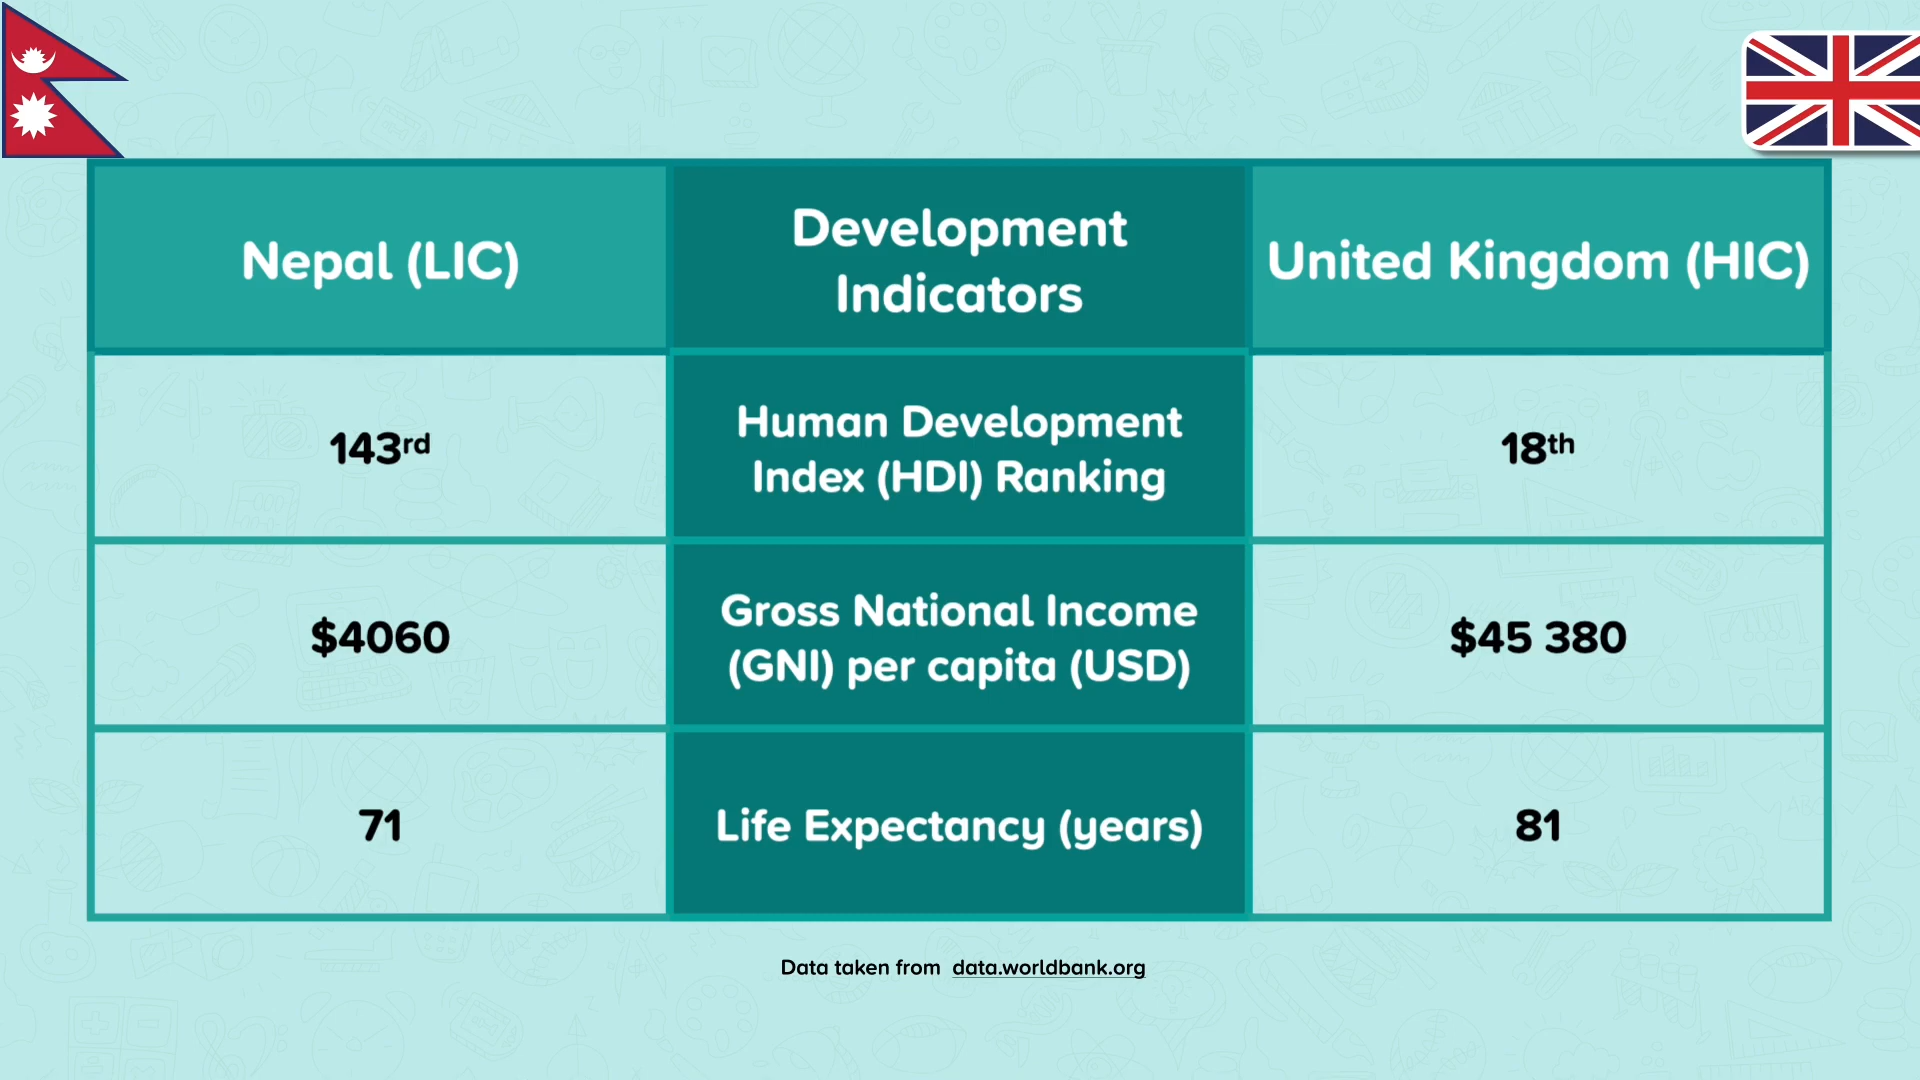 Nepal (LIC)
Development
Indicators
United Kingdom (HIC)
143rd
Human Development
Index (HDI) Ranking
18th
$4060
Gross National Income
(GNI) per capita (USD)
$45 380
71
Life Expectancy (years)
81
Data taken from data.worldbank.org